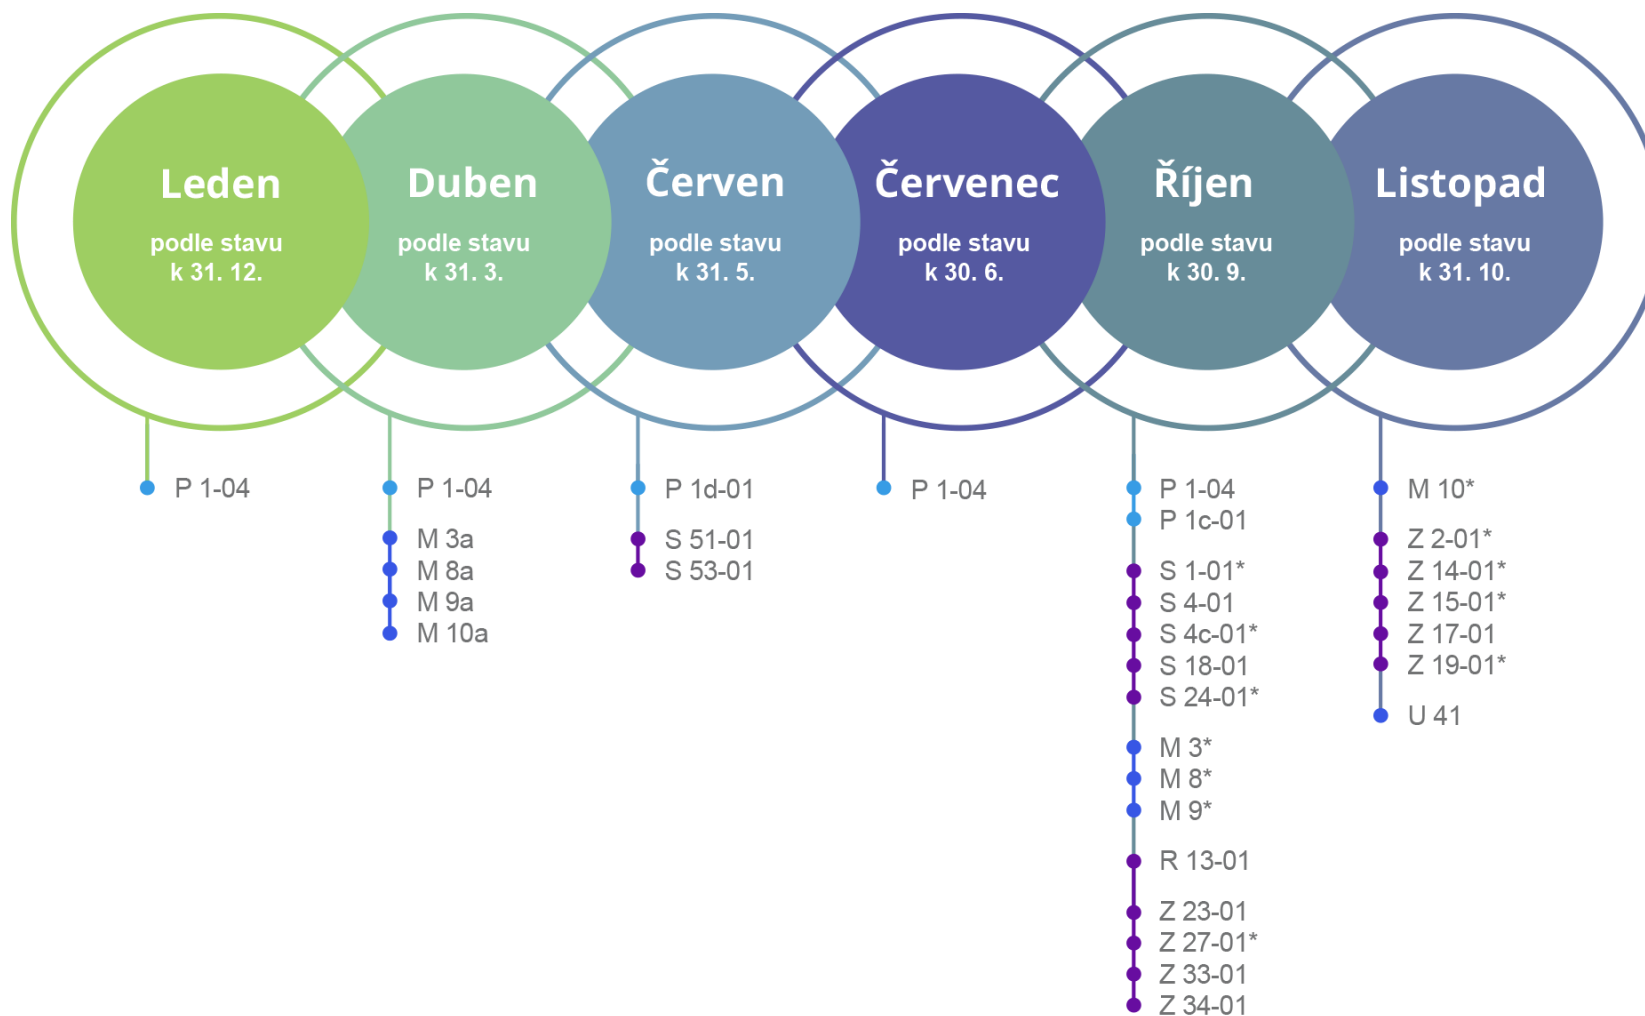 Leden
podle stavu
k 31. 12.
Duben
podle stavu
k 31. 3.
Červen
podle stavu
k 31. 5.
Červenec
podle stavu
k 30. 6.
Říjen
podle stavu
k 30. 9.
Listopad
podle stavu
k 31. 10.
P 1-04
P 1-04
M 3a
M 8a
M 9a
M 10a
P 1d-01
S 51-01
S 53-01
P 1-04
P 1-04
P 1c-01
S 1-01*
S 4-01
S 4c-01*
S 18-01
S 24-01*
M 3*
M 8*
M 9*
R 13-01
Z 23-01
Z 27-01*
Z 33-01
Z 34-01
M 10*
Z 2-01*
Z 14-01*
Z 15-01*
Z 17-01
Z 19-01*
U 41